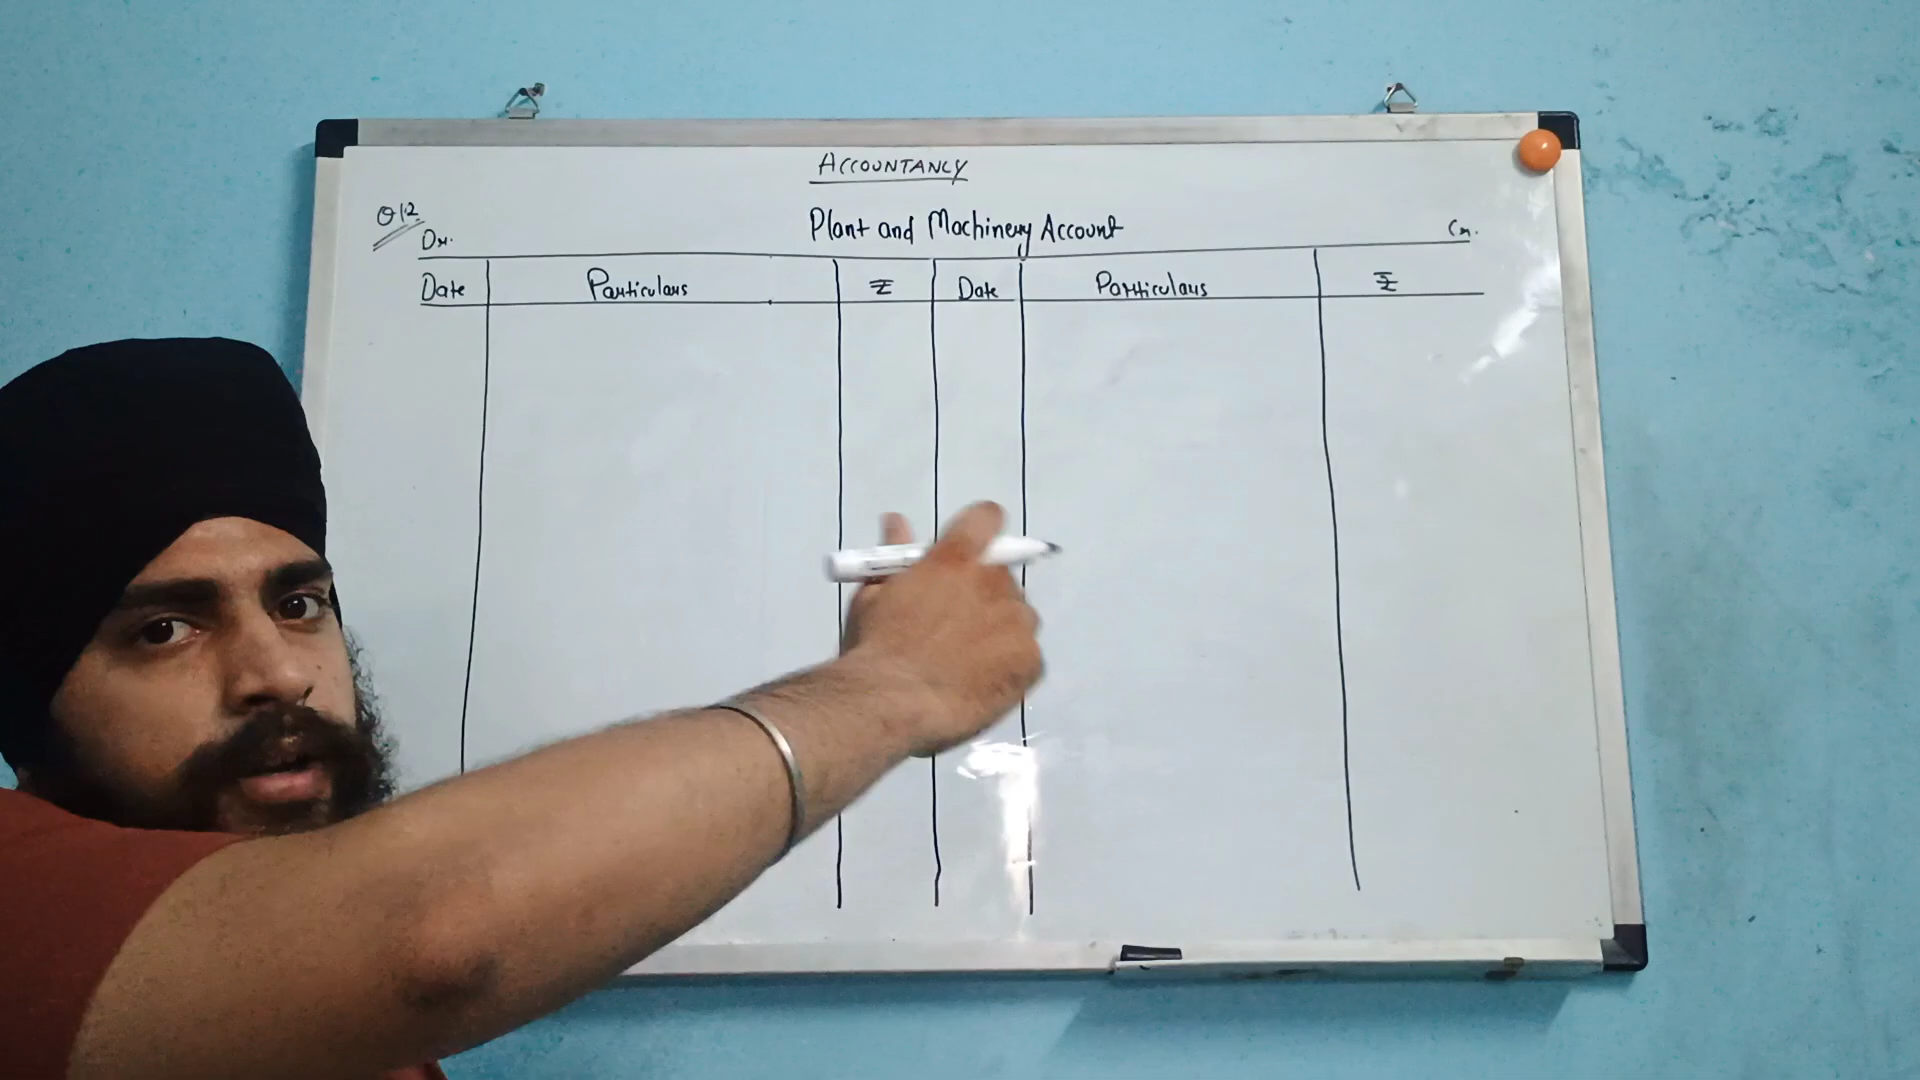 ACCOUNTANCY
Q12.
Plant and Machinery Account
Dr.
Cr.
Date Particulars ₹ Date Particulars ₹